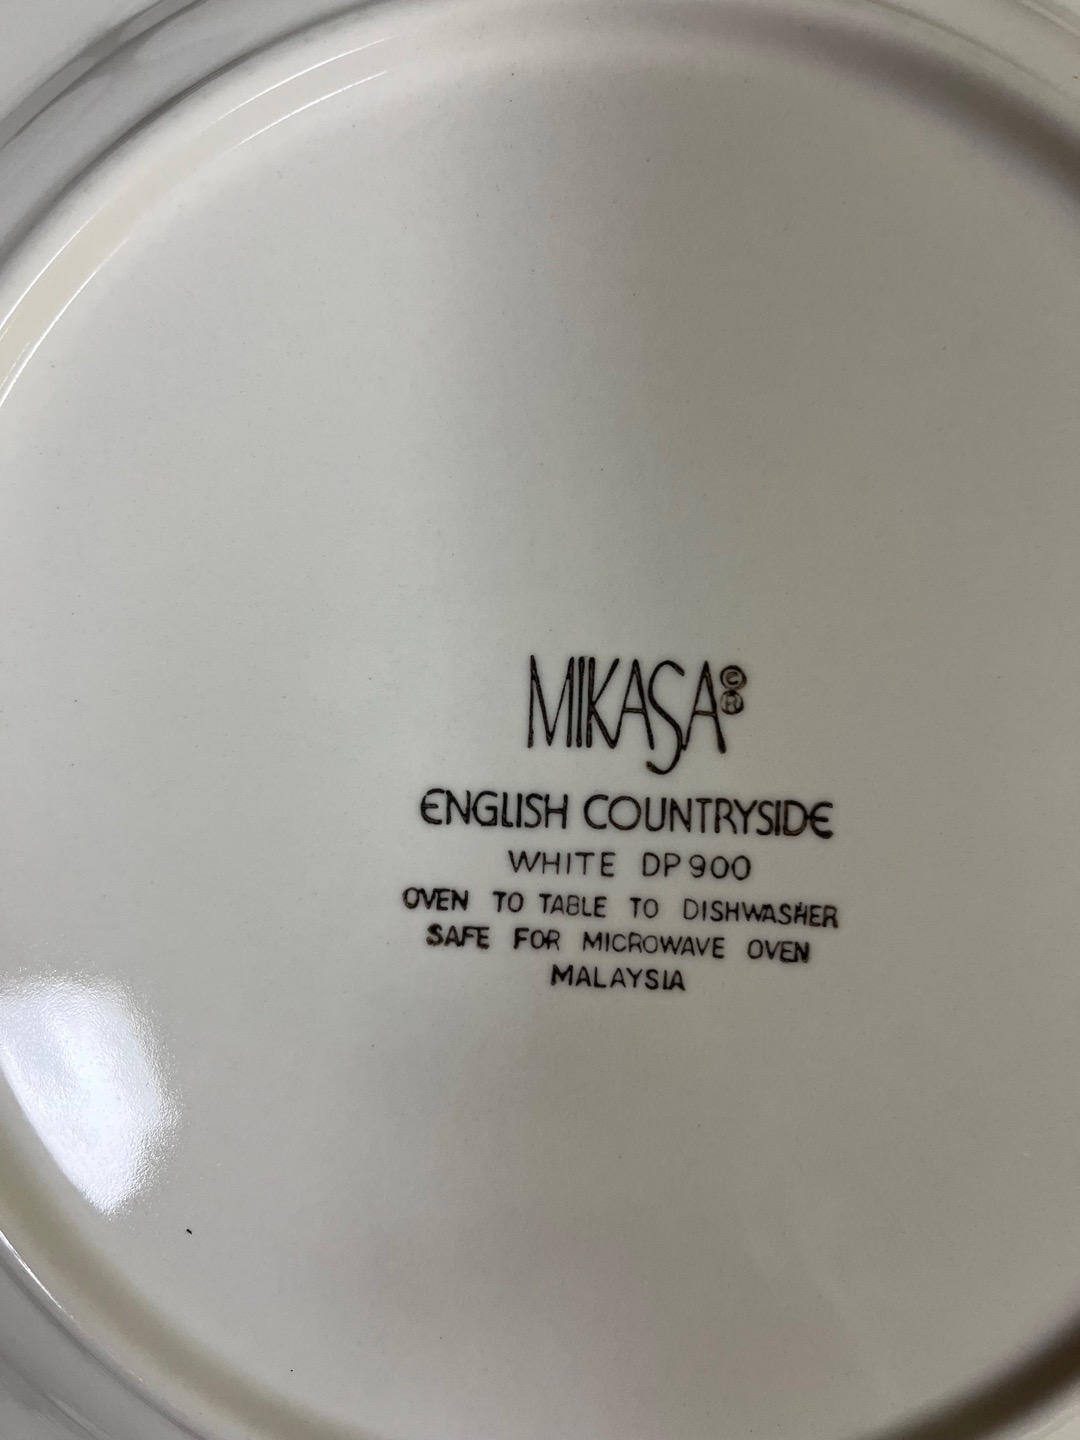 MIKASA©®
ENGLISH COUNTRYSIDE
WHITE DP900
OVEN TO TABLE TO DISHWASHER
SAFE FOR MICROWAVE OVEN
MALAYSIA